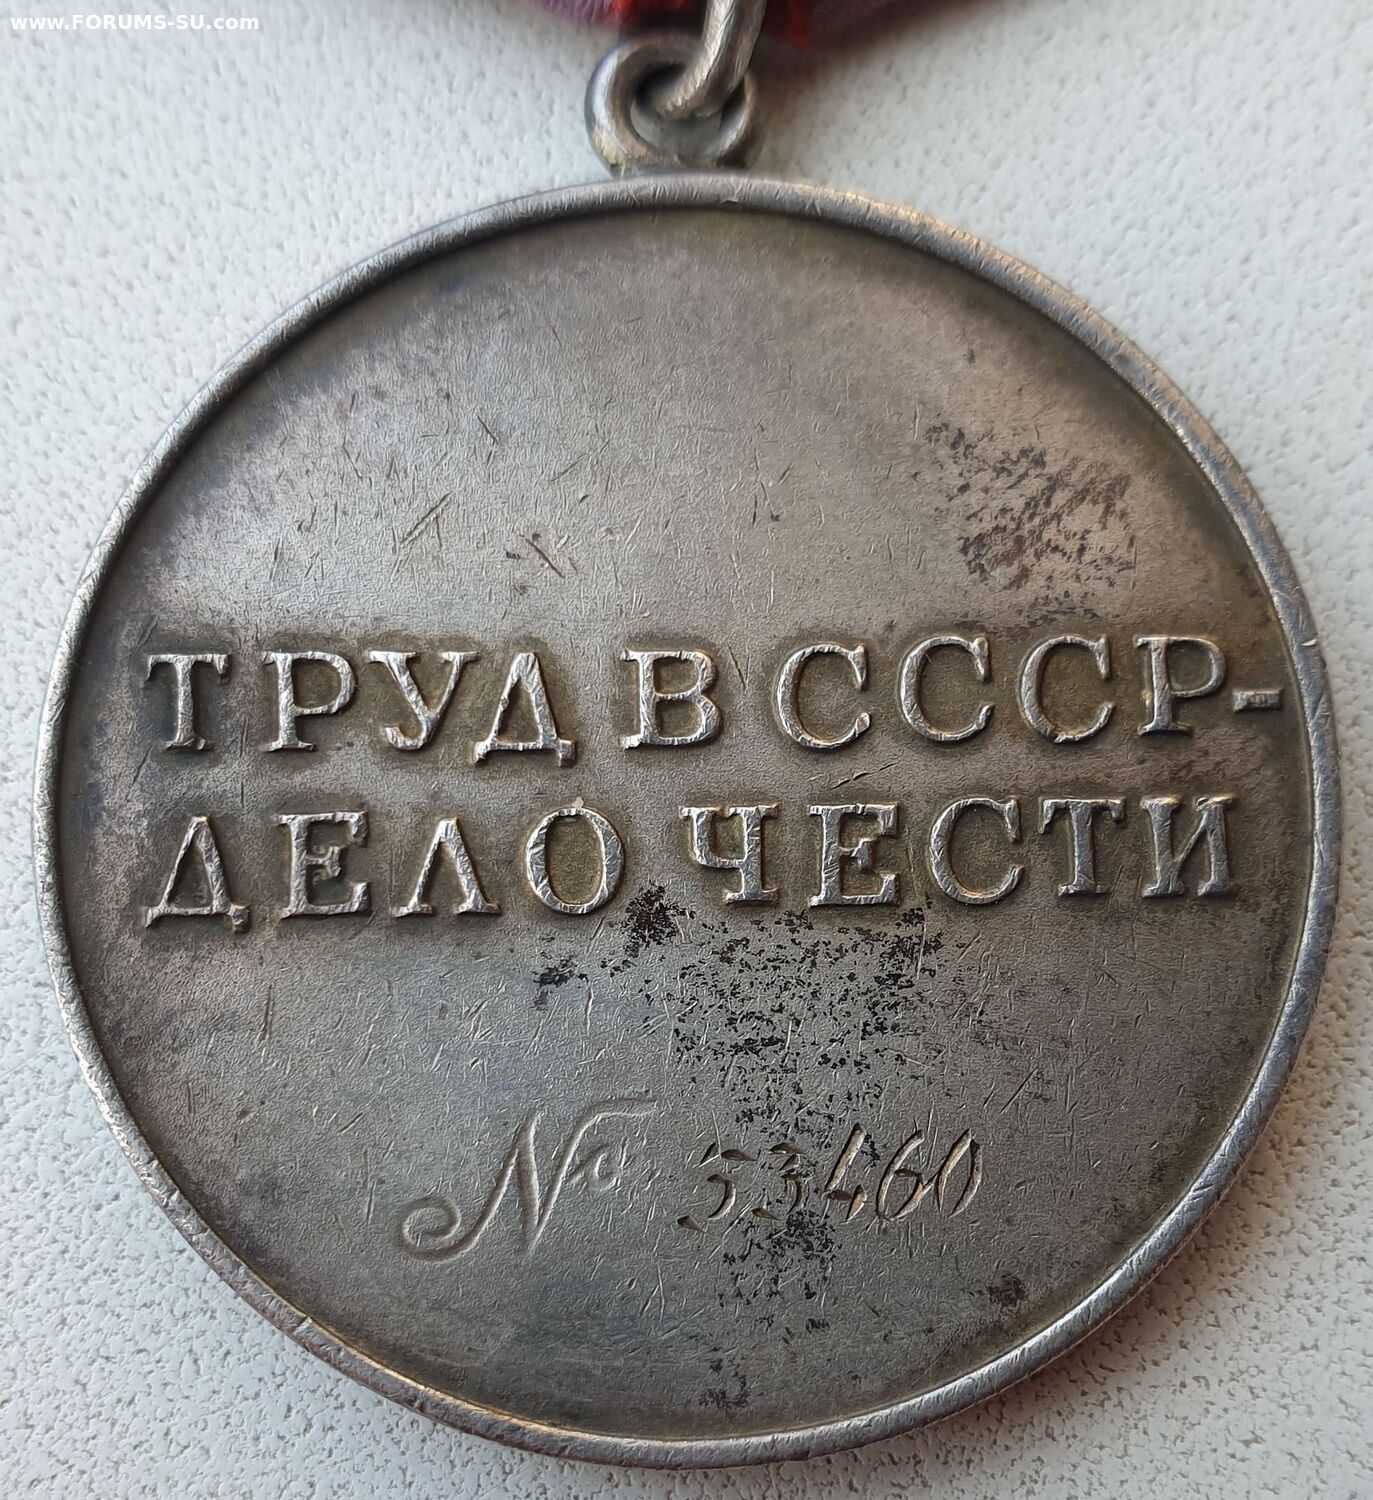 www.FORUMS-SU.com
ТРУД В СССР-
ДЕЛО ЧЕСТИ
№ 53460